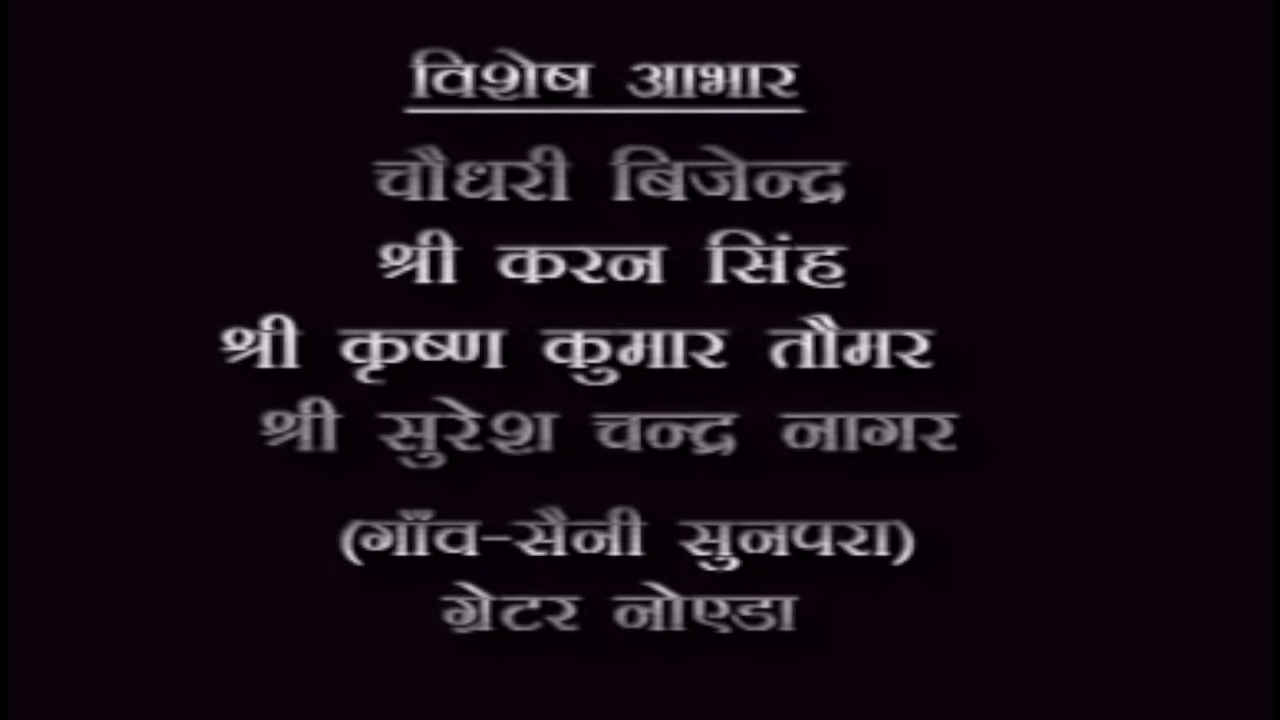 विशेष आभार
चौधरी बिजेन्द्र
श्री करन सिंह
श्री कृष्ण कुमार तौमर
श्री सुरेश चन्द्र नागर
(गाँव-सैनी सुनपरा)
ग्रेटर नोएडा